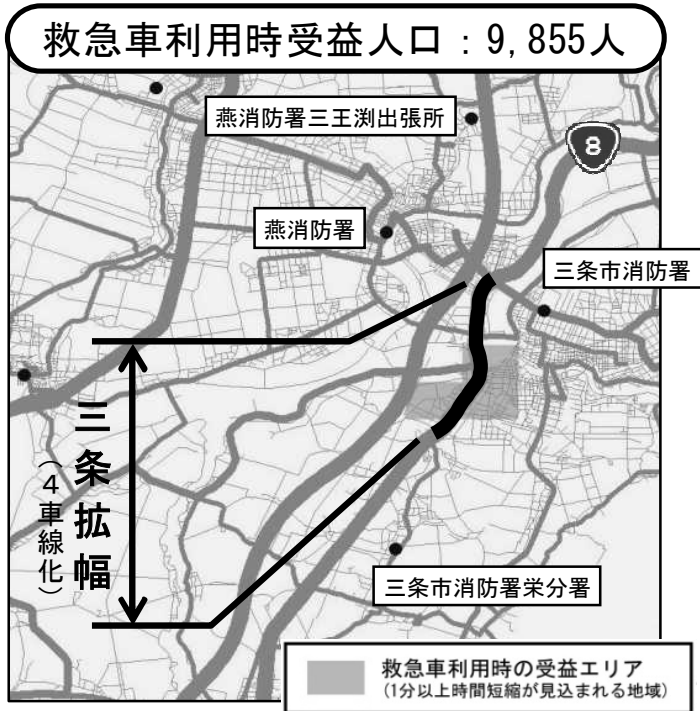 救急車利用時受益人口：9,855人
燕消防署三王渕出張所
8
燕消防署
三条市消防署
三条拡幅
（４車線化）
三条市消防署栄分署
救急車利用時の受益エリア
(1分以上時間短縮が見込まれる地域)